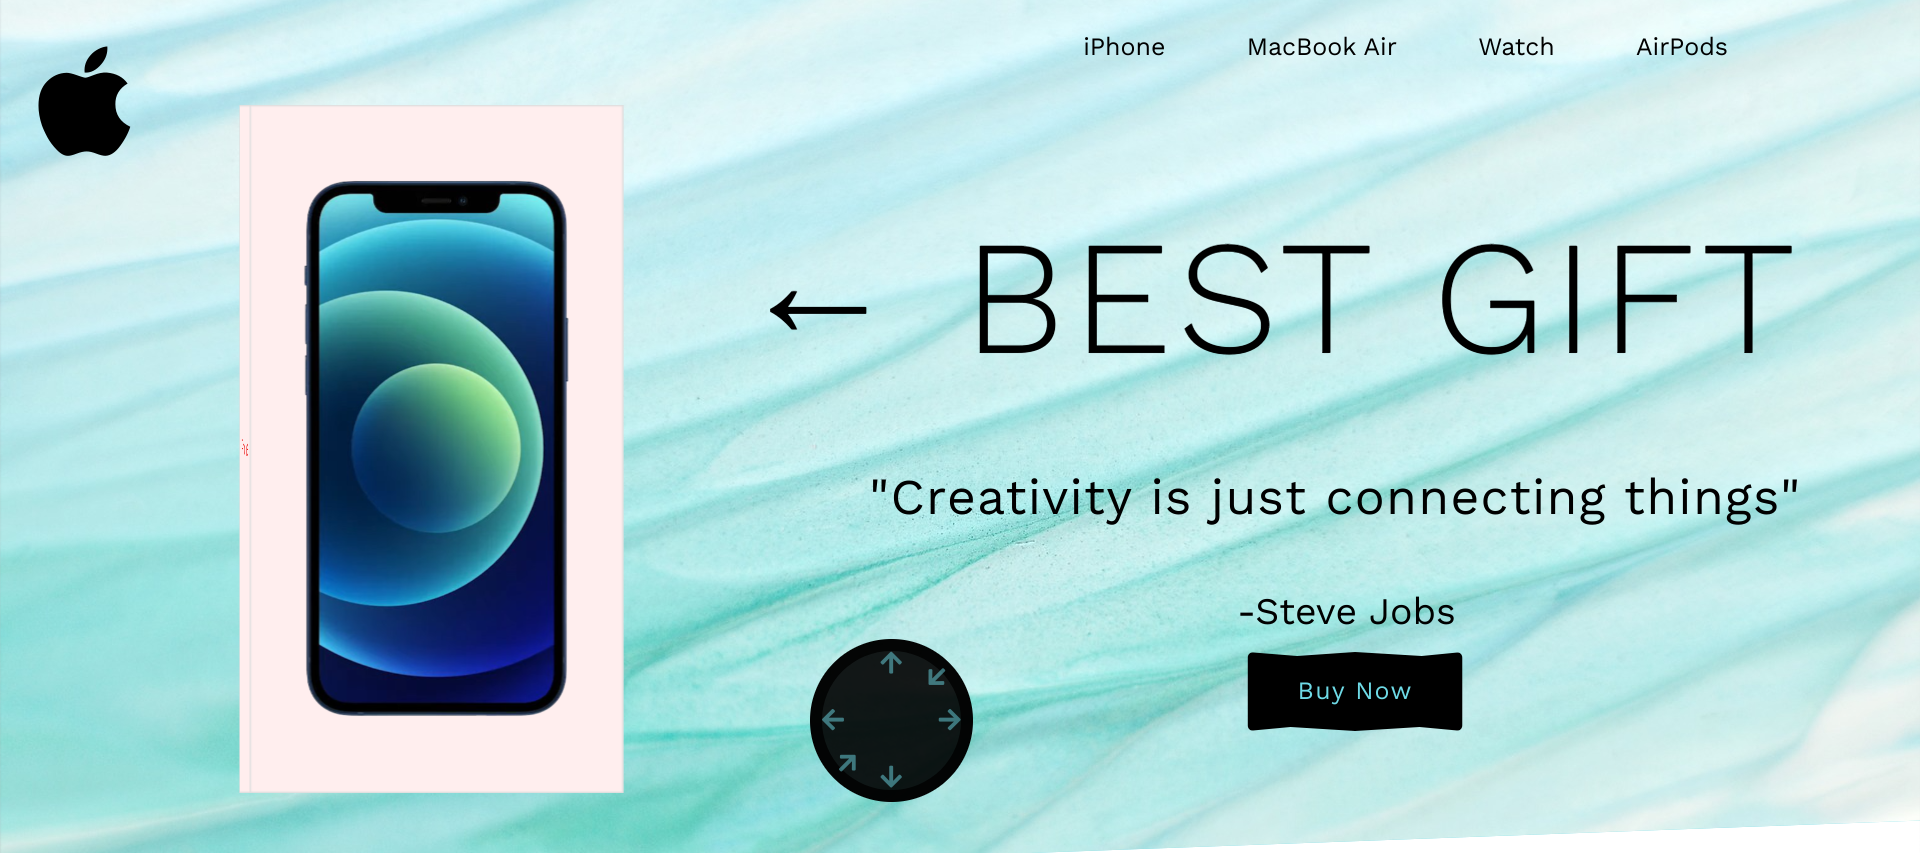 iPhone MacBook Air Watch AirPods
← BEST GIFT
"Creativity is just connecting things"
-Steve Jobs
Buy Now